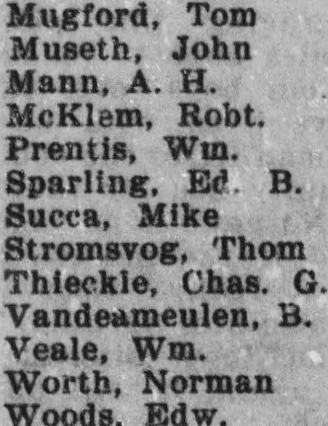 Mugford, Tom
Museth, John
Mann, A. H.
McKlem, Robt.
Prentis, Wm.
Sparling, Ed. B.
Succa, Mike
Stromsvog, Thom
Thieckle, Chas. G.
Vandeameulen, B.
Veale, Wm.
Worth, Norman
Woods, Edw.